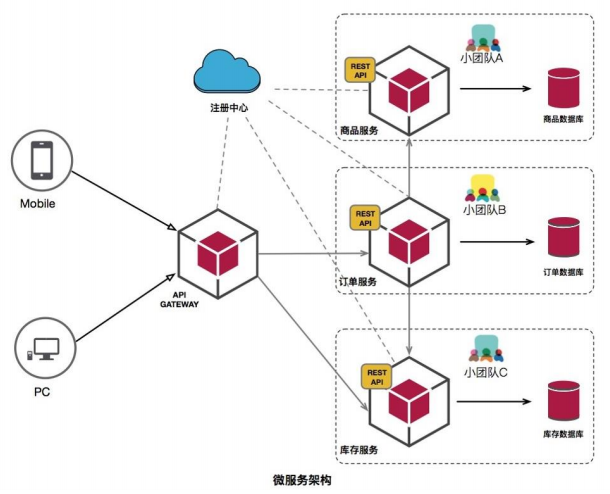 小团队A
REST
API
注册中心
商品服务
商品数据库
Mobile
小团队B
REST
API
API
GATEWAY
订单服务
订单数据库
小团队C
REST
API
PC
库存服务
库存数据库
微服务架构